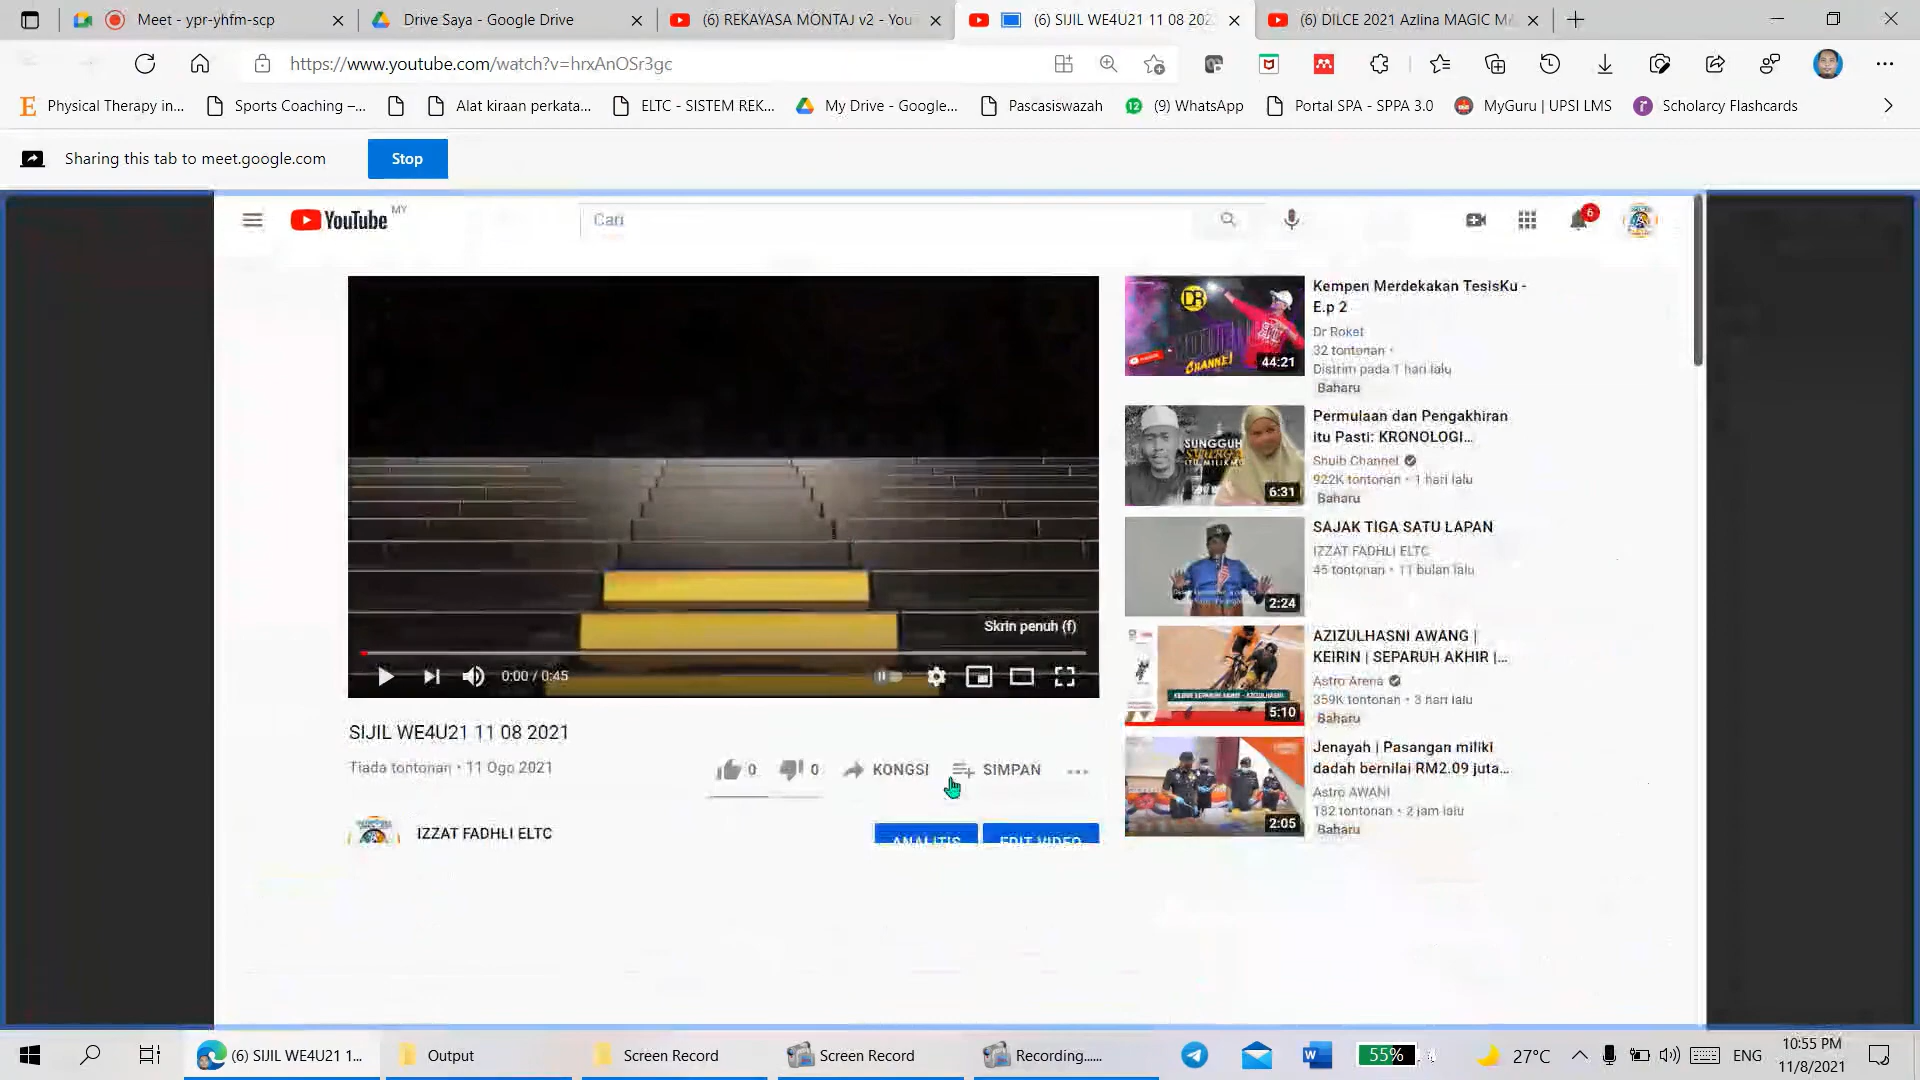 Meet - ypr-yhfm-scp
Drive Saya - Google Drive
(6) REKAYASA MONTAJ v2 - You
(6) SIJIL WE4U21 11 08 202
(6) DILCE 2021 Azlina MAGIC M
https://www.youtube.com/watch?v=hrxAnOSr3gc
Physical Therapy in...
Sports Coaching –...
Alat kiraan perkata...
ELTC - SISTEM REK...
My Drive - Google...
Pascasiswazah
12
(9) WhatsApp
Portal SPA - SPPA 3.0
MyGuru | UPSI LMS
Scholarcy Flashcards
Sharing this tab to meet.google.com
Stop
YouTube MY
Cari
6
Skrin penuh (f)
0:00 / 0:45
SIJIL WE4U21 11 08 2021
Tiada tontonan • 11 Ogo 2021
0
0
KONGSI
SIMPAN
IZZAT FADHLI ELTC
ANALITIS
EDIT VIDEO
DR
CHANNEL
44:21
Kempen Merdekakan TesisKu -
E.p 2
Dr Roket
32 tontonan •
Distrim pada 1 hari lalu
Baharu
SUNGGUH
ITU MILIKMU
6:31
Permulaan dan Pengakhiran
itu Pasti: KRONOLOGI...
Shuib Channel
922K tontonan • 1 hari lalu
Baharu
2:24
SAJAK TIGA SATU LAPAN
IZZAT FADHLI ELTC
45 tontonan • 11 bulan lalu
5:10
AZIZULHASNI AWANG |
KEIRIN | SEPARUH AKHIR |...
Astro Arena
359K tontonan • 3 hari lalu
Baharu
2:05
Jenayah | Pasangan miliki
dadah bernilai RM2.09 juta...
Astro AWANI
182 tontonan • 2 jam lalu
Baharu
(6) SIJIL WE4U21 1...
Output
Screen Record
Screen Record
Recording......
55%
27°C
ENG
10:55 PM
11/8/2021